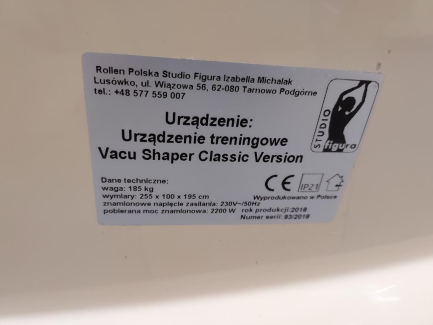 Rollen Polska Studio Figura Izabella Michalak
Lusówko, ul. Wiązowa 56, 62-080 Tarnowo Podgórne
tel.: +48 577 559 007
STUDIO
figura
Urządzenie:
Urządzenie treningowe
Vacu Shaper Classic Version
Dane techniczne:
waga: 185 kg
wymiary: 255 x 100 x 195 cm
znamionowe napięcie zasilania: 230V~/50Hz
pobierana moc znamionowa: 2200 W
CE IP21
Wyprodukowano w Polsce
rok produkcji:2018
Numer serii: 93/2018